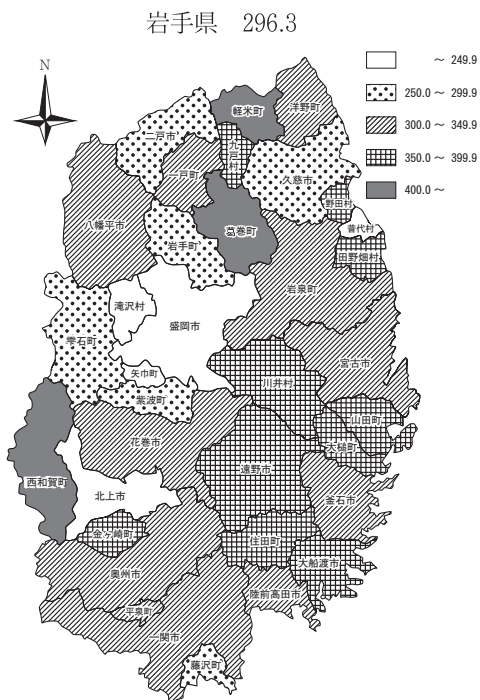 岩手県 296.3
N
～ 249.9
250.0 ～ 299.9
300.0 ～ 349.9
350.0 ～ 399.9
400.0 ～
軽米町
洋野町
二戸市
九戸村
一戸町
久慈市
野田村
普代村
八幡平市
葛巻町
岩手町
田野畑村
岩泉町
滝沢村
盛岡市
雫石町
宮古市
矢巾町
川井村
紫波町
山田町
花巻市
大槌町
遠野市
西和賀町
北上市
釜石市
金ヶ崎町
住田町
大船渡市
奥州市
陸前高田市
平泉町
一関市
藤沢町